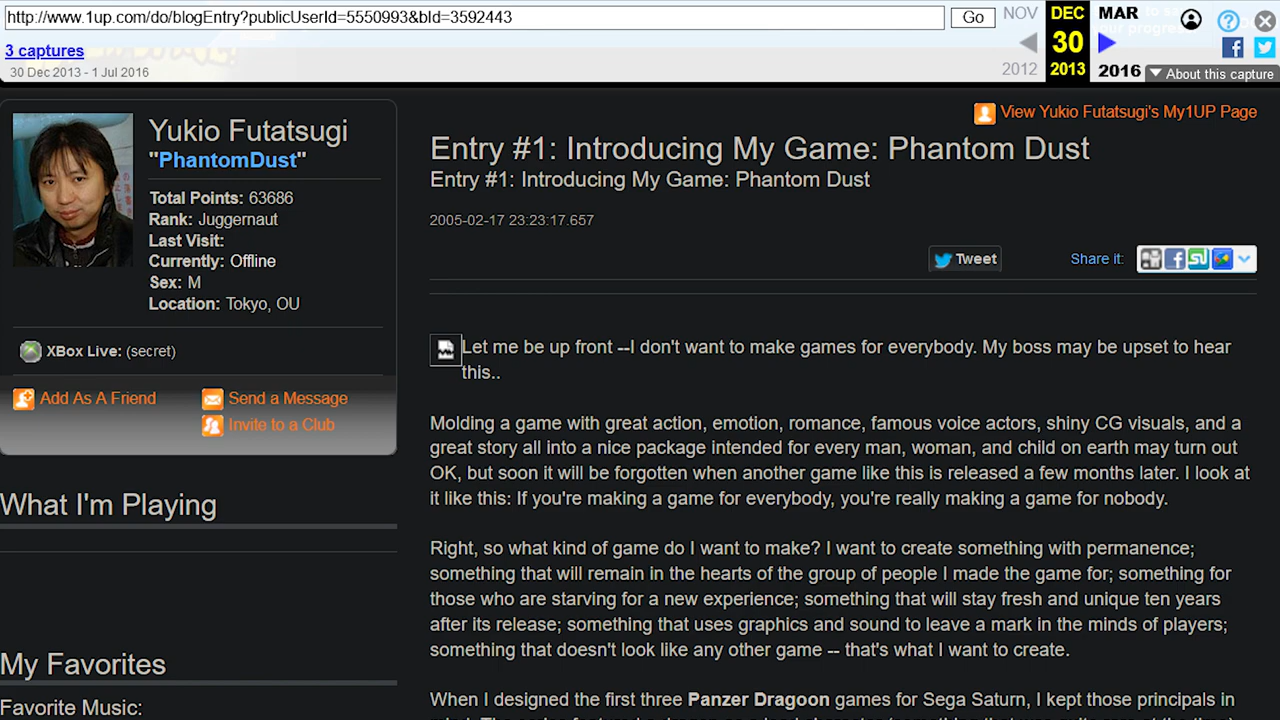 http://www.1up.com/do/blogEntry?publicUserId=5550993&bId=3592443
Go
NOV
DEC
MAR
3 captures
30
30 Dec 2013 - 1 Jul 2016
2012
2013
2016
About this capture
Yukio Futatsugi
"PhantomDust"
Total Points: 63686
Rank: Juggernaut
Last Visit:
Currently: Offline
Sex: M
Location: Tokyo, OU
XBox Live: (secret)
Add As A Friend
Send a Message
Invite to a Club
What I'm Playing
My Favorites
Favorite Music:
View Yukio Futatsugi's My1UP Page
Entry #1: Introducing My Game: Phantom Dust
Entry #1: Introducing My Game: Phantom Dust
2005-02-17 23:23:17.657
Tweet
Share it:
Let me be up front --I don't want to make games for everybody. My boss may be upset to hear
this..
Molding a game with great action, emotion, romance, famous voice actors, shiny CG visuals, and a
great story all into a nice package intended for every man, woman, and child on earth may turn out
OK, but soon it will be forgotten when another game like this is released a few months later. I look at
it like this: If you're making a game for everybody, you're really making a game for nobody.
Right, so what kind of game do I want to make? I want to create something with permanence;
something that will remain in the hearts of the group of people I made the game for; something for
those who are starving for a new experience; something that will stay fresh and unique ten years
after its release; something that uses graphics and sound to leave a mark in the minds of players;
something that doesn't look like any other game -- that's what I want to create.
When I designed the first three Panzer Dragoon games for Sega Saturn, I kept those principals in